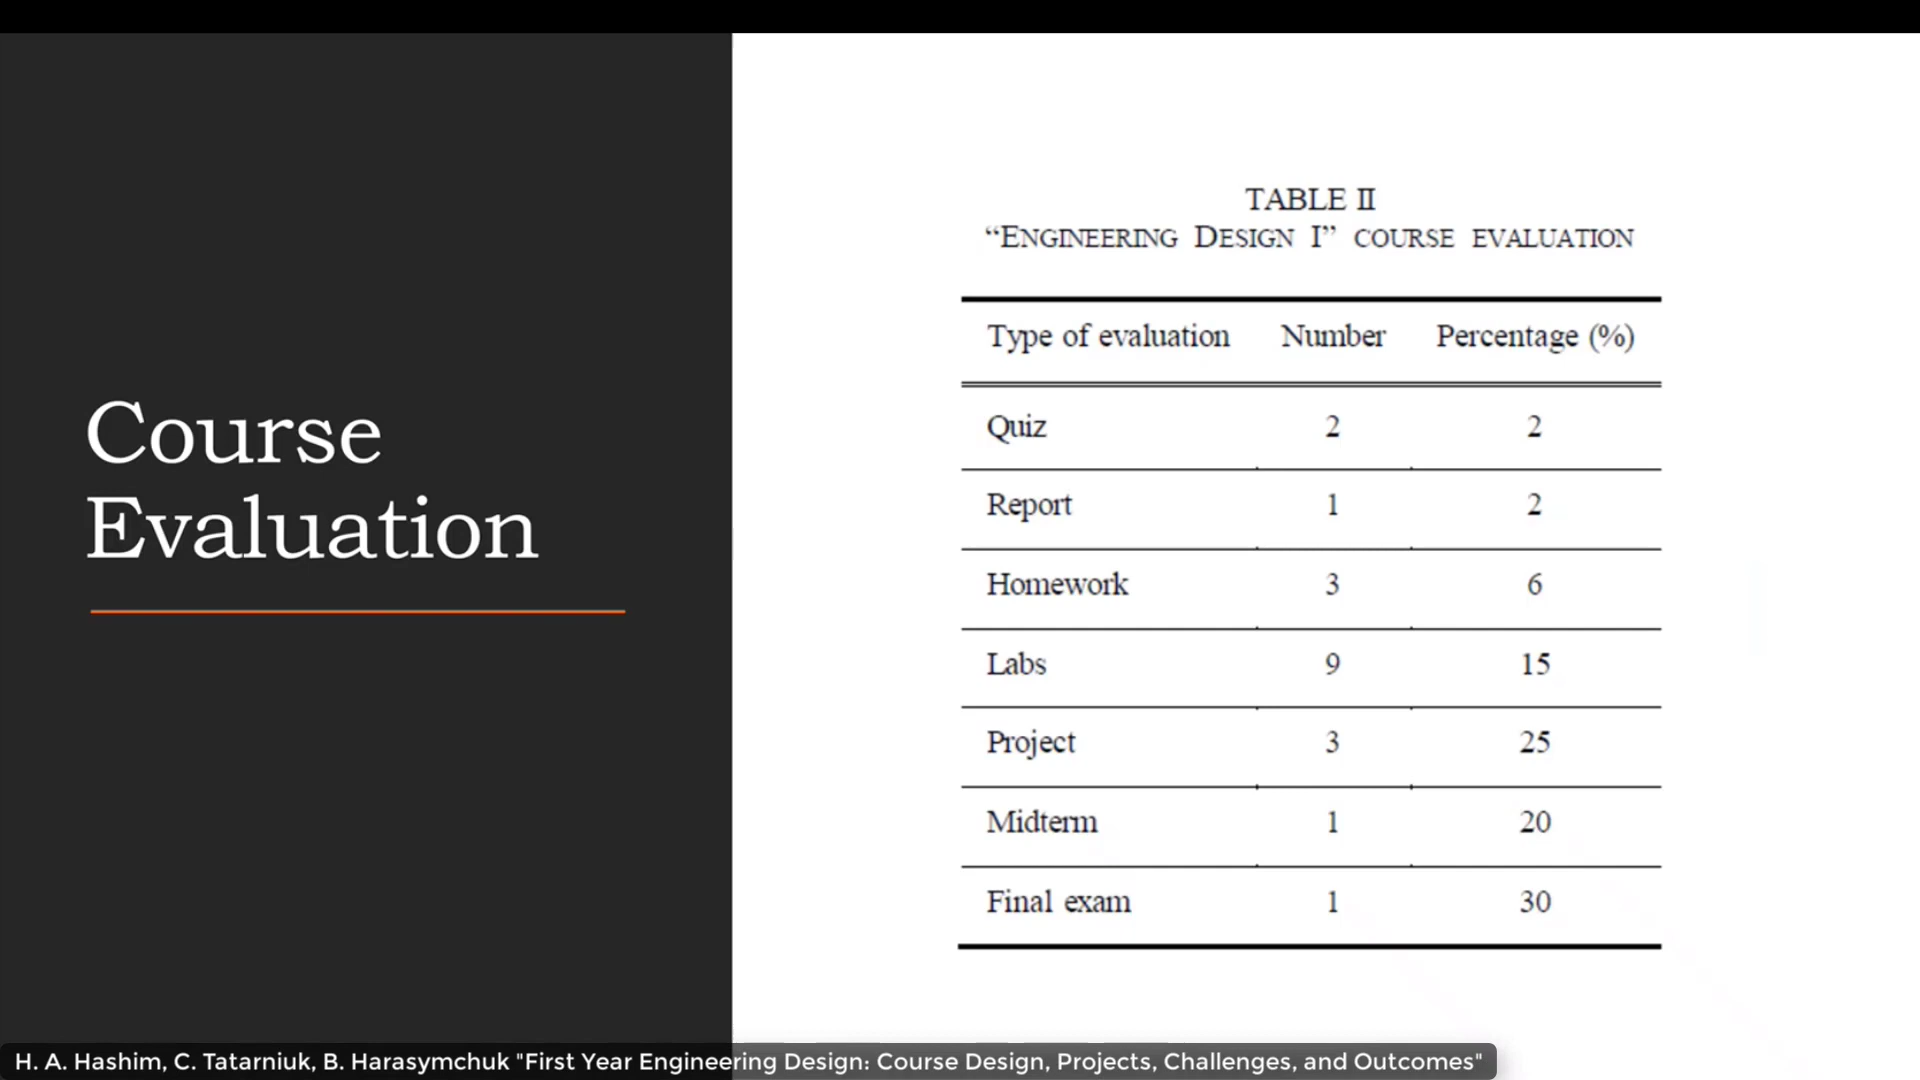 Course
Evaluation
TABLE II
“ENGINEERING DESIGN I” COURSE EVALUATION
Type of evaluation Number Percentage (%)
Quiz 2 2
Report 1 2
Homework 3 6
Labs 9 15
Project 3 25
Midterm 1 20
Final exam 1 30
H. A. Hashim, C. Tatarniuk, B. Harasymchuk "First Year Engineering Design: Course Design, Projects, Challenges, and Outcomes"